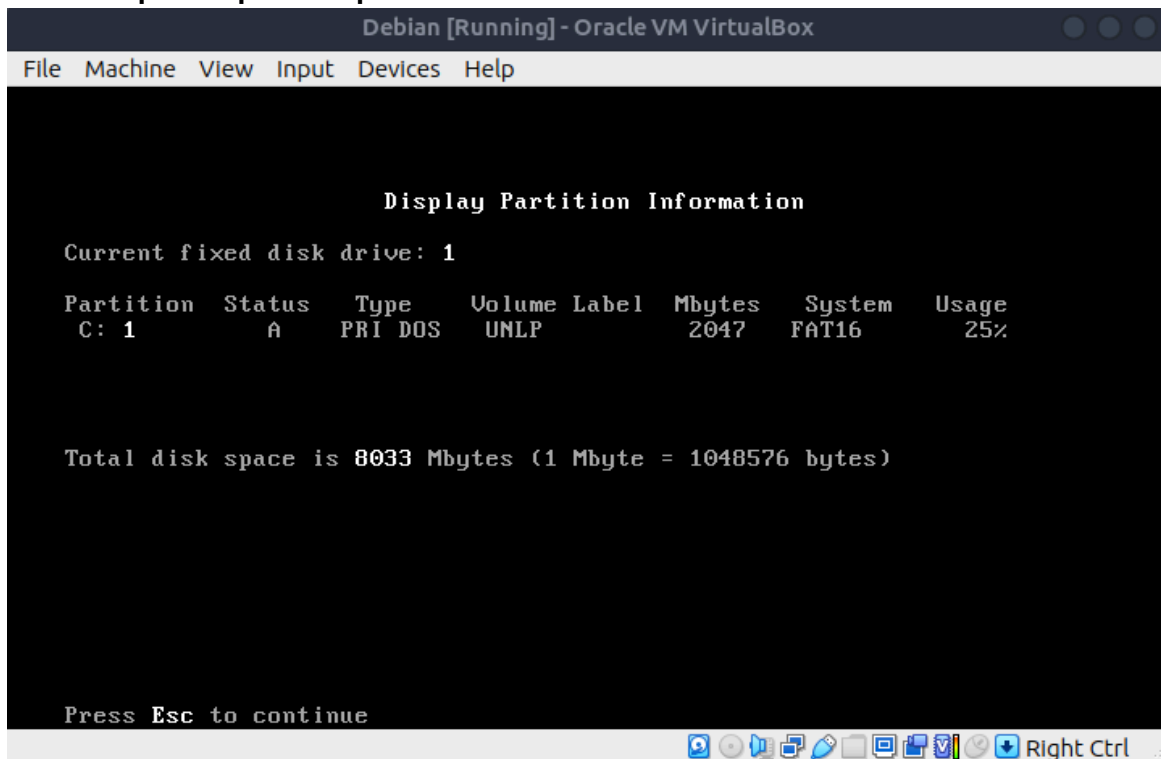 Debian [Running] - Oracle VM VirtualBox
File Machine View Input Devices Help
Display Partition Information
Current fixed disk drive: 1
Partition Status Type Volume Label Mbytes System Usage
C: 1 A PRI DOS UNLP 2047 FAT16 25%
Total disk space is 8033 Mbytes (1 Mbyte = 1048576 bytes)
Press Esc to continue
Right Ctrl